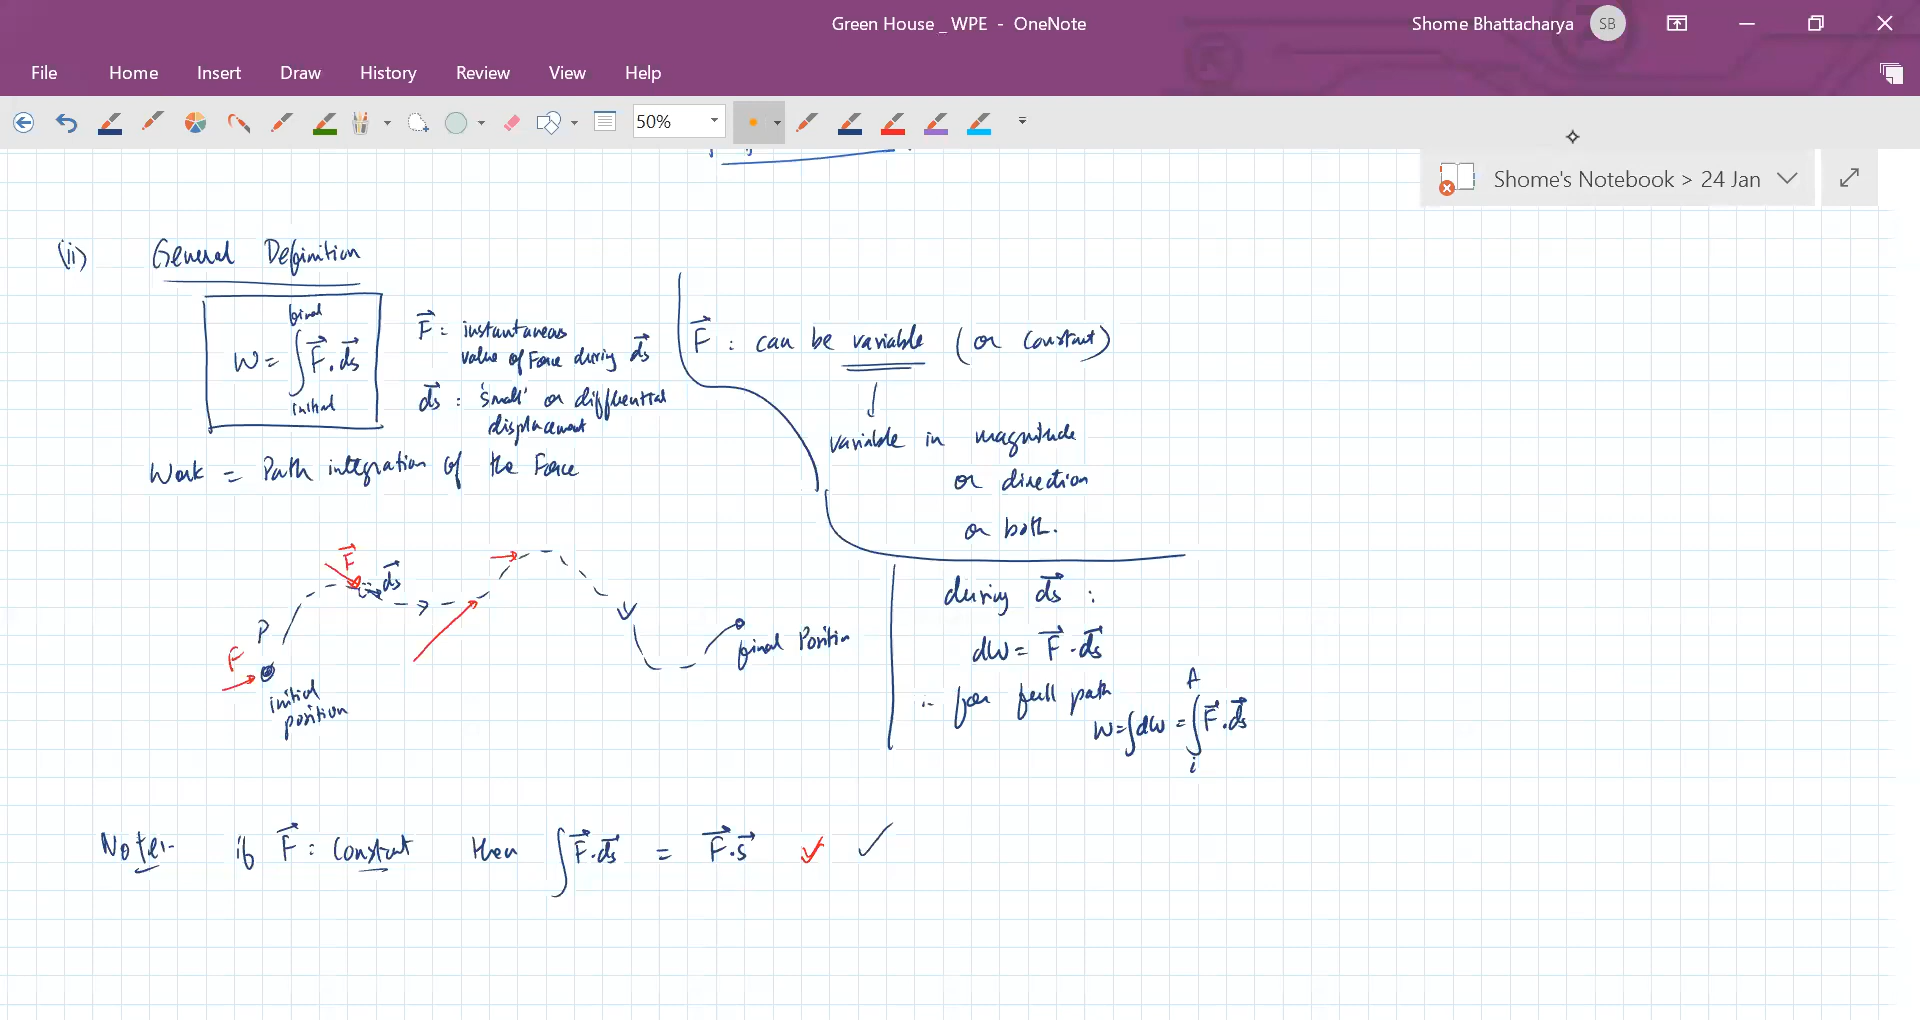 Green House _ WPE - OneNote
Shome Bhattacharya SB
File Home Insert Draw History Review View Help
50%
Shome's Notebook > 24 Jan
(ii) General Definition
final
W = ∫ F⃗ . ds⃗
initial
F⃗ : instantaneous
value of Force during ds⃗
ds⃗ : 'small' or differential
displacement
Work = Path integration of the Force
F⃗ : can be variable (or constant)
variable in magnitude
or direction
or both.
F⃗
ds⃗
P
F
initial
position
final Position
during ds⃗ :
dW = F⃗ . ds⃗
∴ for full path
W = ∫dW = ∫ F⃗ . ds⃗
i
Note:- if F⃗ : constant then ∫ F⃗ . ds⃗ = F⃗ . s⃗ ✓ ✓